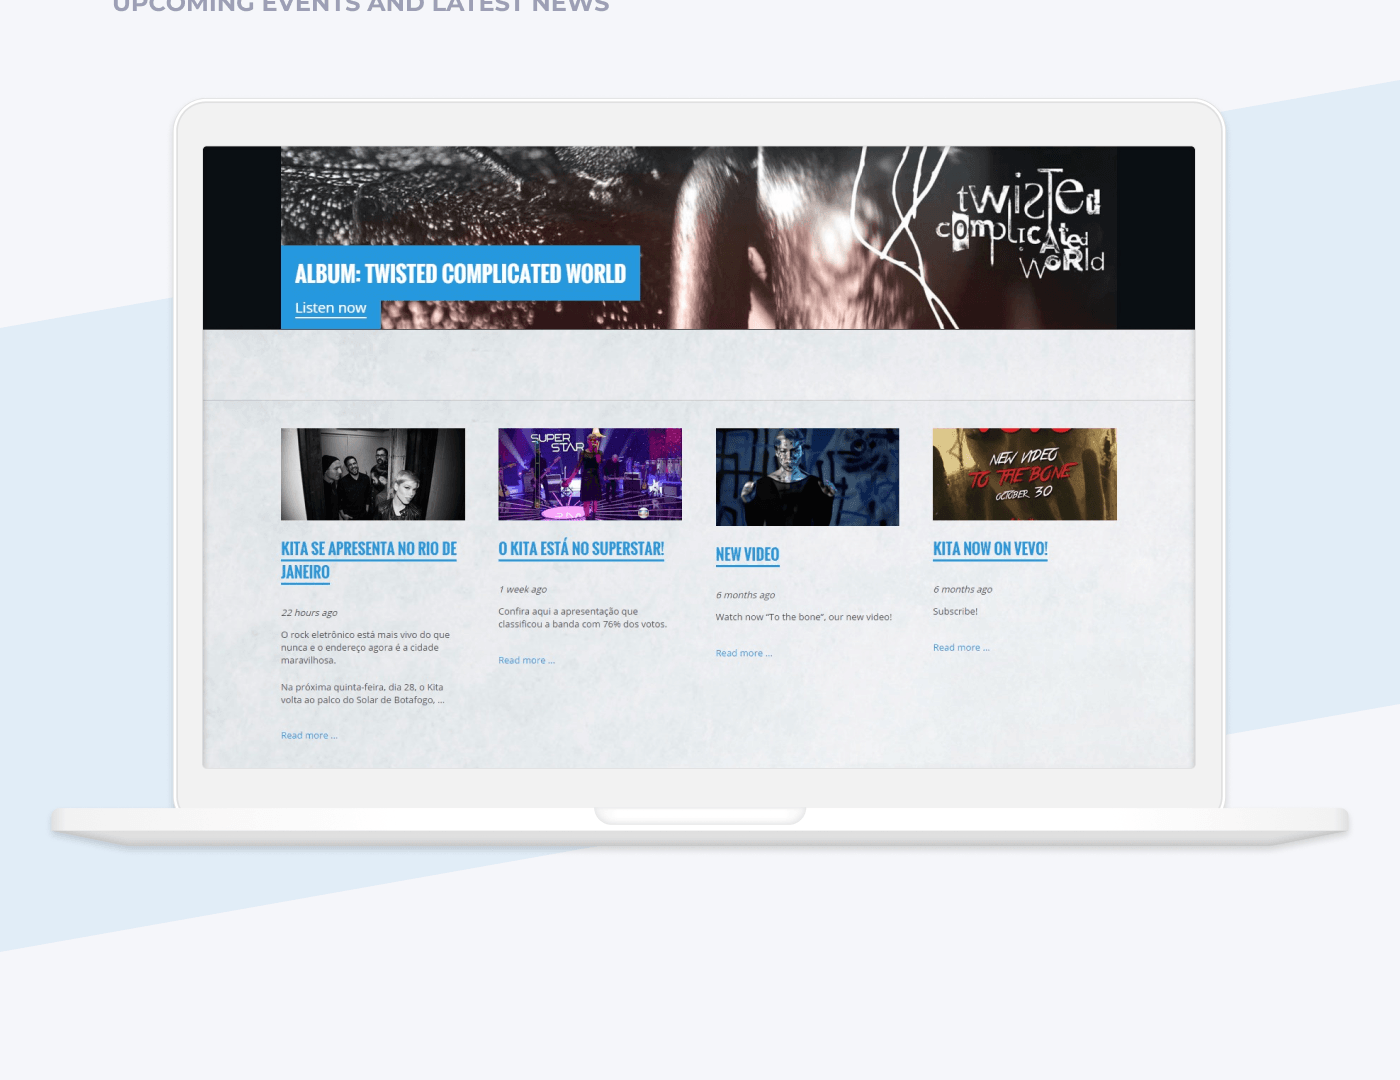 UPCOMING EVENTS AND LATEST NEWS
twisted
complicated
world
ALBUM: TWISTED COMPLICATED WORLD
Listen now
SUPER
STAR
NEW VIDEO
TO THE BONE
OCTOBER 30
KITA SE APRESENTA NO RIO DE
JANEIRO
22 hours ago
O rock eletrônico está mais vivo do que
nunca e o endereço agora é a cidade
maravilhosa.
Na próxima quinta-feira, dia 28, o Kita
volta ao palco do Solar de Botafogo, ...
Read more ...
O KITA ESTÁ NO SUPERSTAR!
1 week ago
Confira aqui a apresentação que
classificou a banda com 76% dos votos.
Read more ...
NEW VIDEO
6 months ago
Watch now "To the bone", our new video!
Read more ...
KITA NOW ON VEVO!
6 months ago
Subscribe!
Read more ...